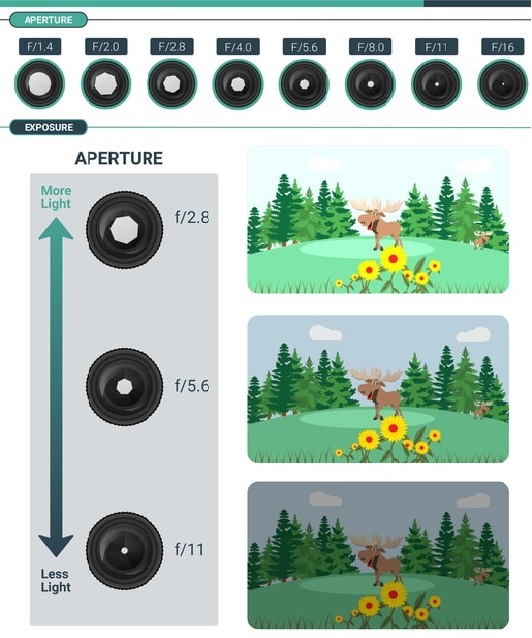 APERTURE
F/1.4
F/2.0
F/2.8
F/4.0
F/5.6
F/8.0
F/11
F/16
EXPOSURE
APERTURE
More
Light
f/2.8
f/5.6
f/11
Less
Light